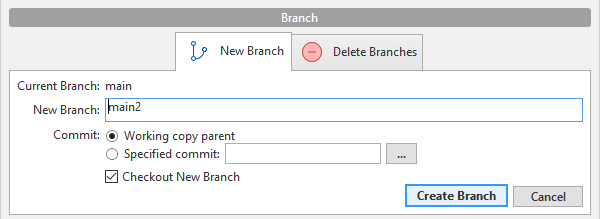 Branch
New Branch
Delete Branches
Current Branch: main
New Branch: main2
Commit: Working copy parent
Specified commit: ...
Checkout New Branch
Create Branch
Cancel